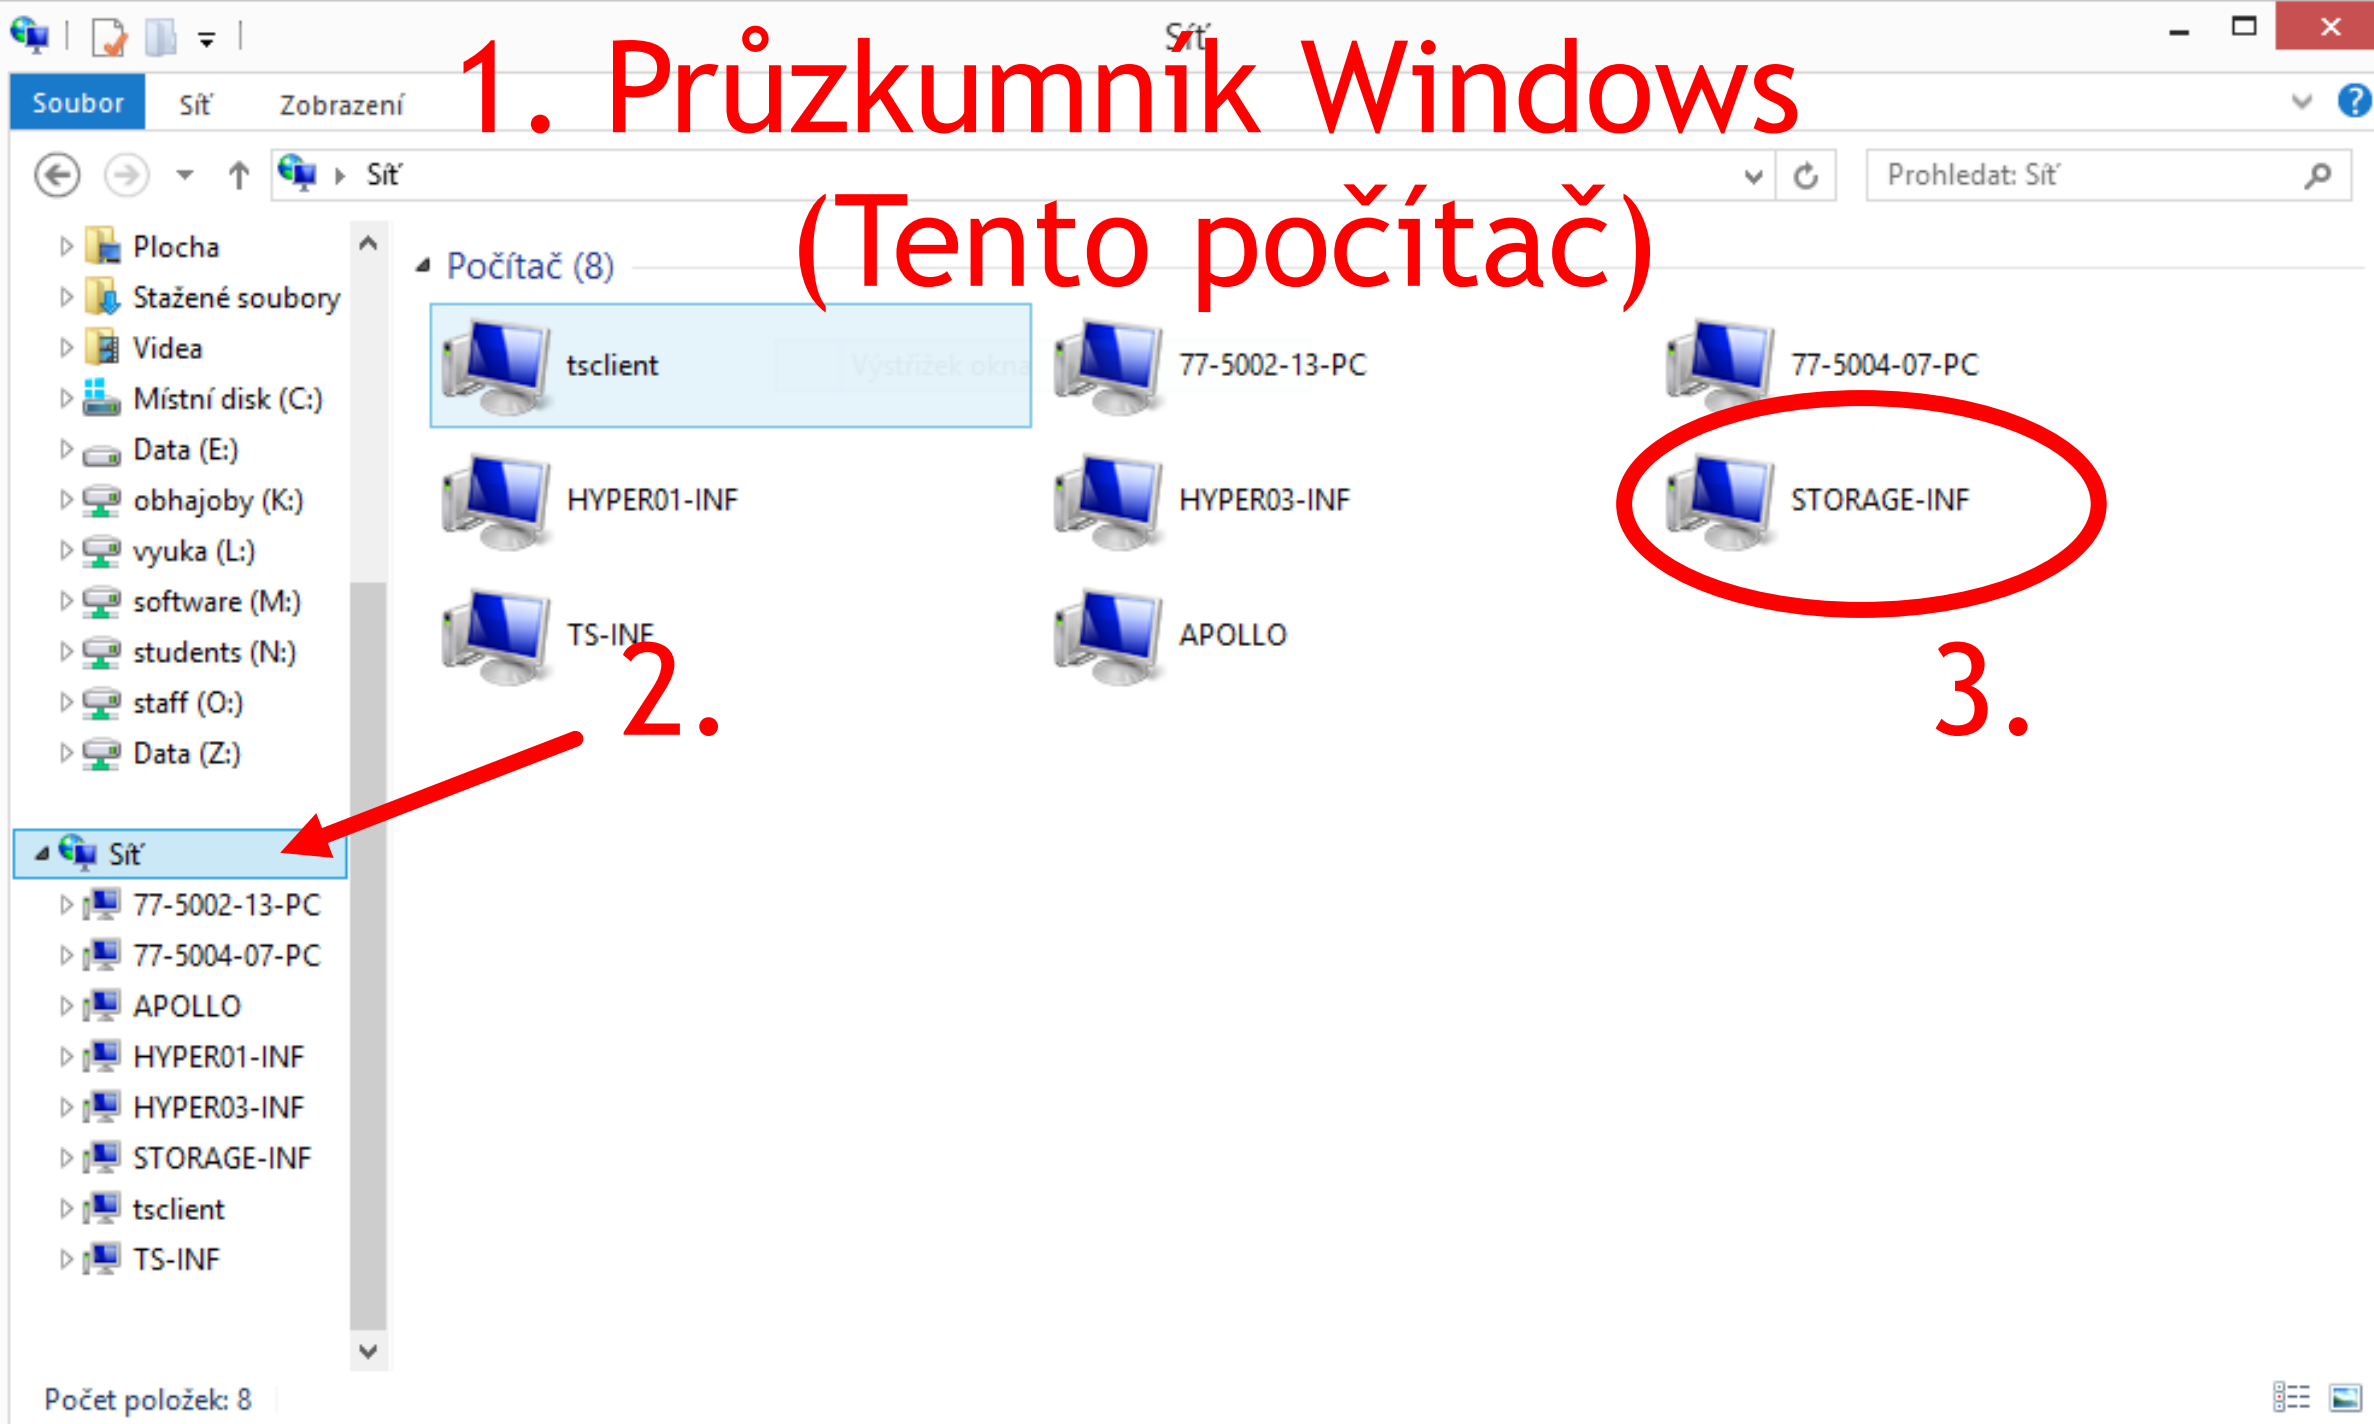 Síť
1. Průzkumník Windows
(Tento počítač)
Soubor Síť Zobrazení
Síť
Prohledat: Síť
Plocha
Stažené soubory
Videa
Místní disk (C:)
Data (E:)
obhajoby (K:)
vyuka (L:)
software (M:)
students (N:)
staff (O:)
Data (Z:)
Síť
77-5002-13-PC
77-5004-07-PC
APOLLO
HYPER01-INF
HYPER03-INF
STORAGE-INF
tsclient
TS-INF
Počítač (8)
tsclient
Výstřižek okna
77-5002-13-PC
77-5004-07-PC
HYPER01-INF
HYPER03-INF
STORAGE-INF
TS-INF
APOLLO
2.
3.
Počet položek: 8